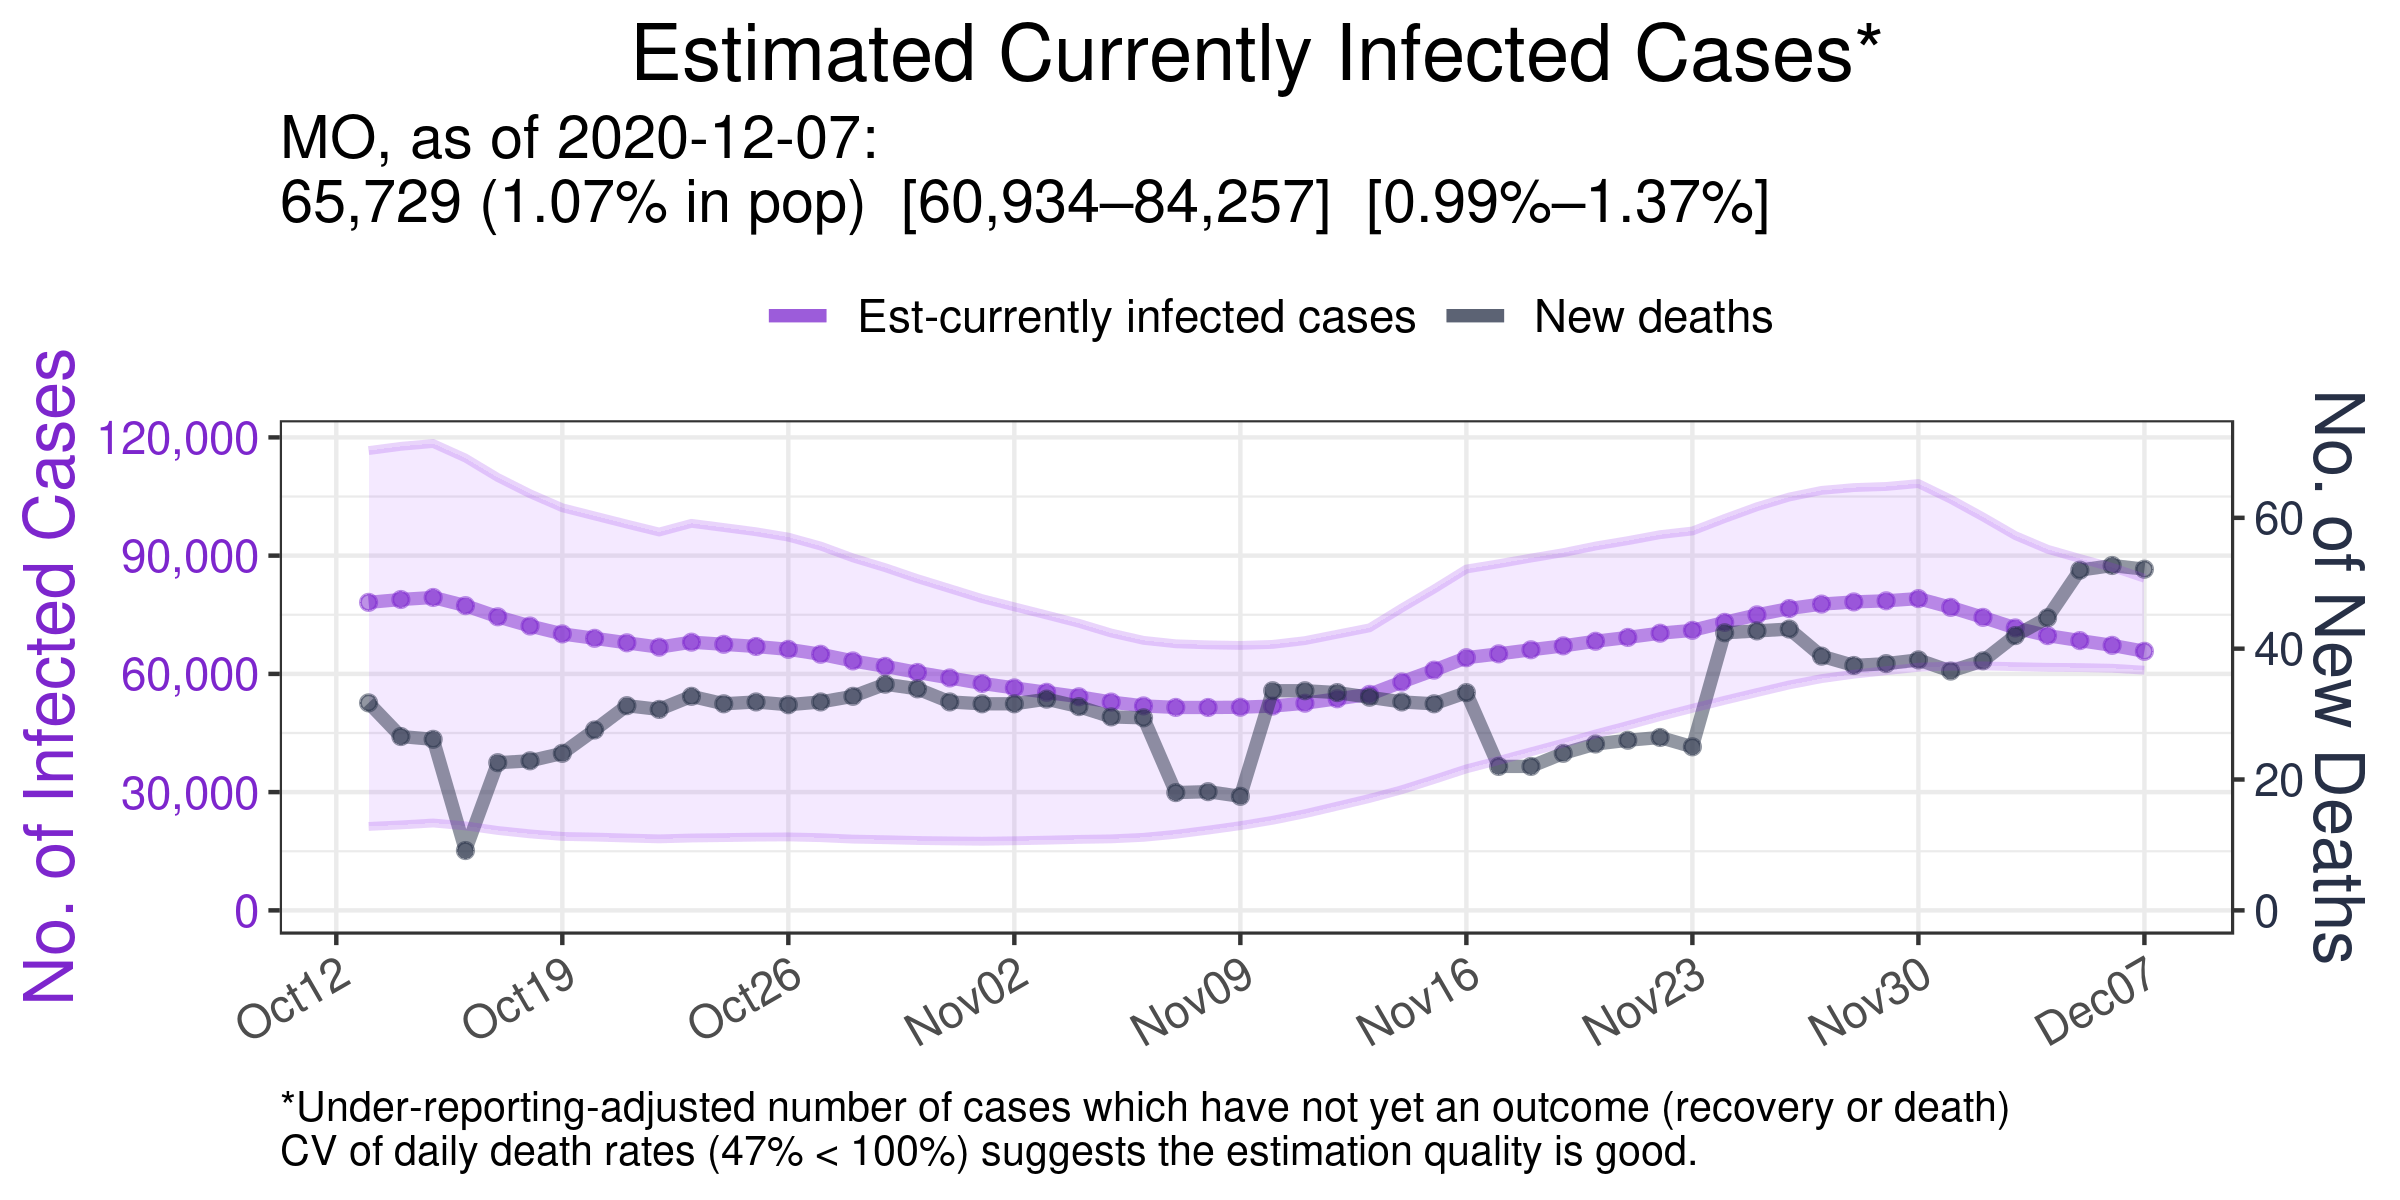 Estimated Currently Infected Cases*
MO, as of 2020-12-07:
65,729 (1.07% in pop)  [60,934–84,257]  [0.99%–1.37%]
Est-currently infected cases
New deaths
No. of Infected Cases
120,000
90,000
60,000
30,000
0
60
40
20
0
No. of New Deaths
Oct12
Oct19
Oct26
Nov02
Nov09
Nov16
Nov23
Nov30
Dec07
*Under-reporting-adjusted number of cases which have not yet an outcome (recovery or death)
CV of daily death rates (47% < 100%) suggests the estimation quality is good.